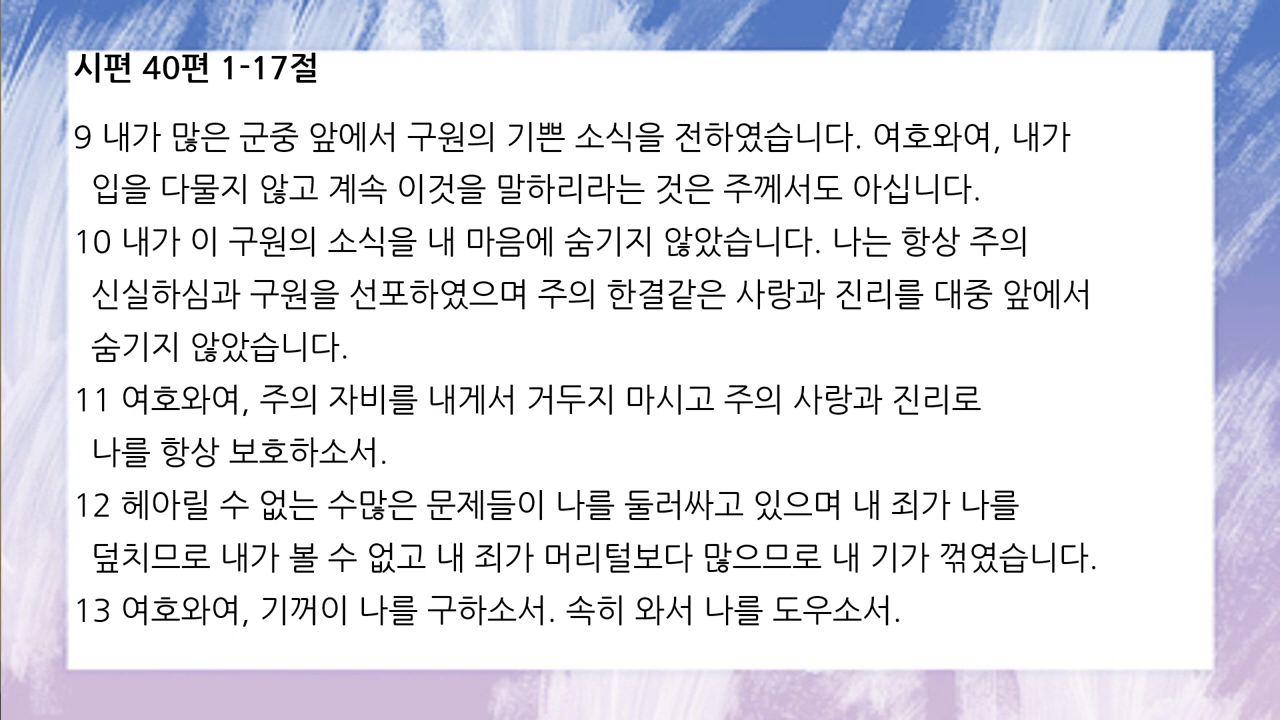 시편 40편 1-17절
9 내가 많은 군중 앞에서 구원의 기쁜 소식을 전하였습니다. 여호와여, 내가
입을 다물지 않고 계속 이것을 말하리라는 것은 주께서도 아십니다.
10 내가 이 구원의 소식을 내 마음에 숨기지 않았습니다. 나는 항상 주의
신실하심과 구원을 선포하였으며 주의 한결같은 사랑과 진리를 대중 앞에서
숨기지 않았습니다.
11 여호와여, 주의 자비를 내게서 거두지 마시고 주의 사랑과 진리로
나를 항상 보호하소서.
12 헤아릴 수 없는 수많은 문제들이 나를 둘러싸고 있으며 내 죄가 나를
덮치므로 내가 볼 수 없고 내 죄가 머리털보다 많으므로 내 기가 꺾였습니다.
13 여호와여, 기꺼이 나를 구하소서. 속히 와서 나를 도우소서.